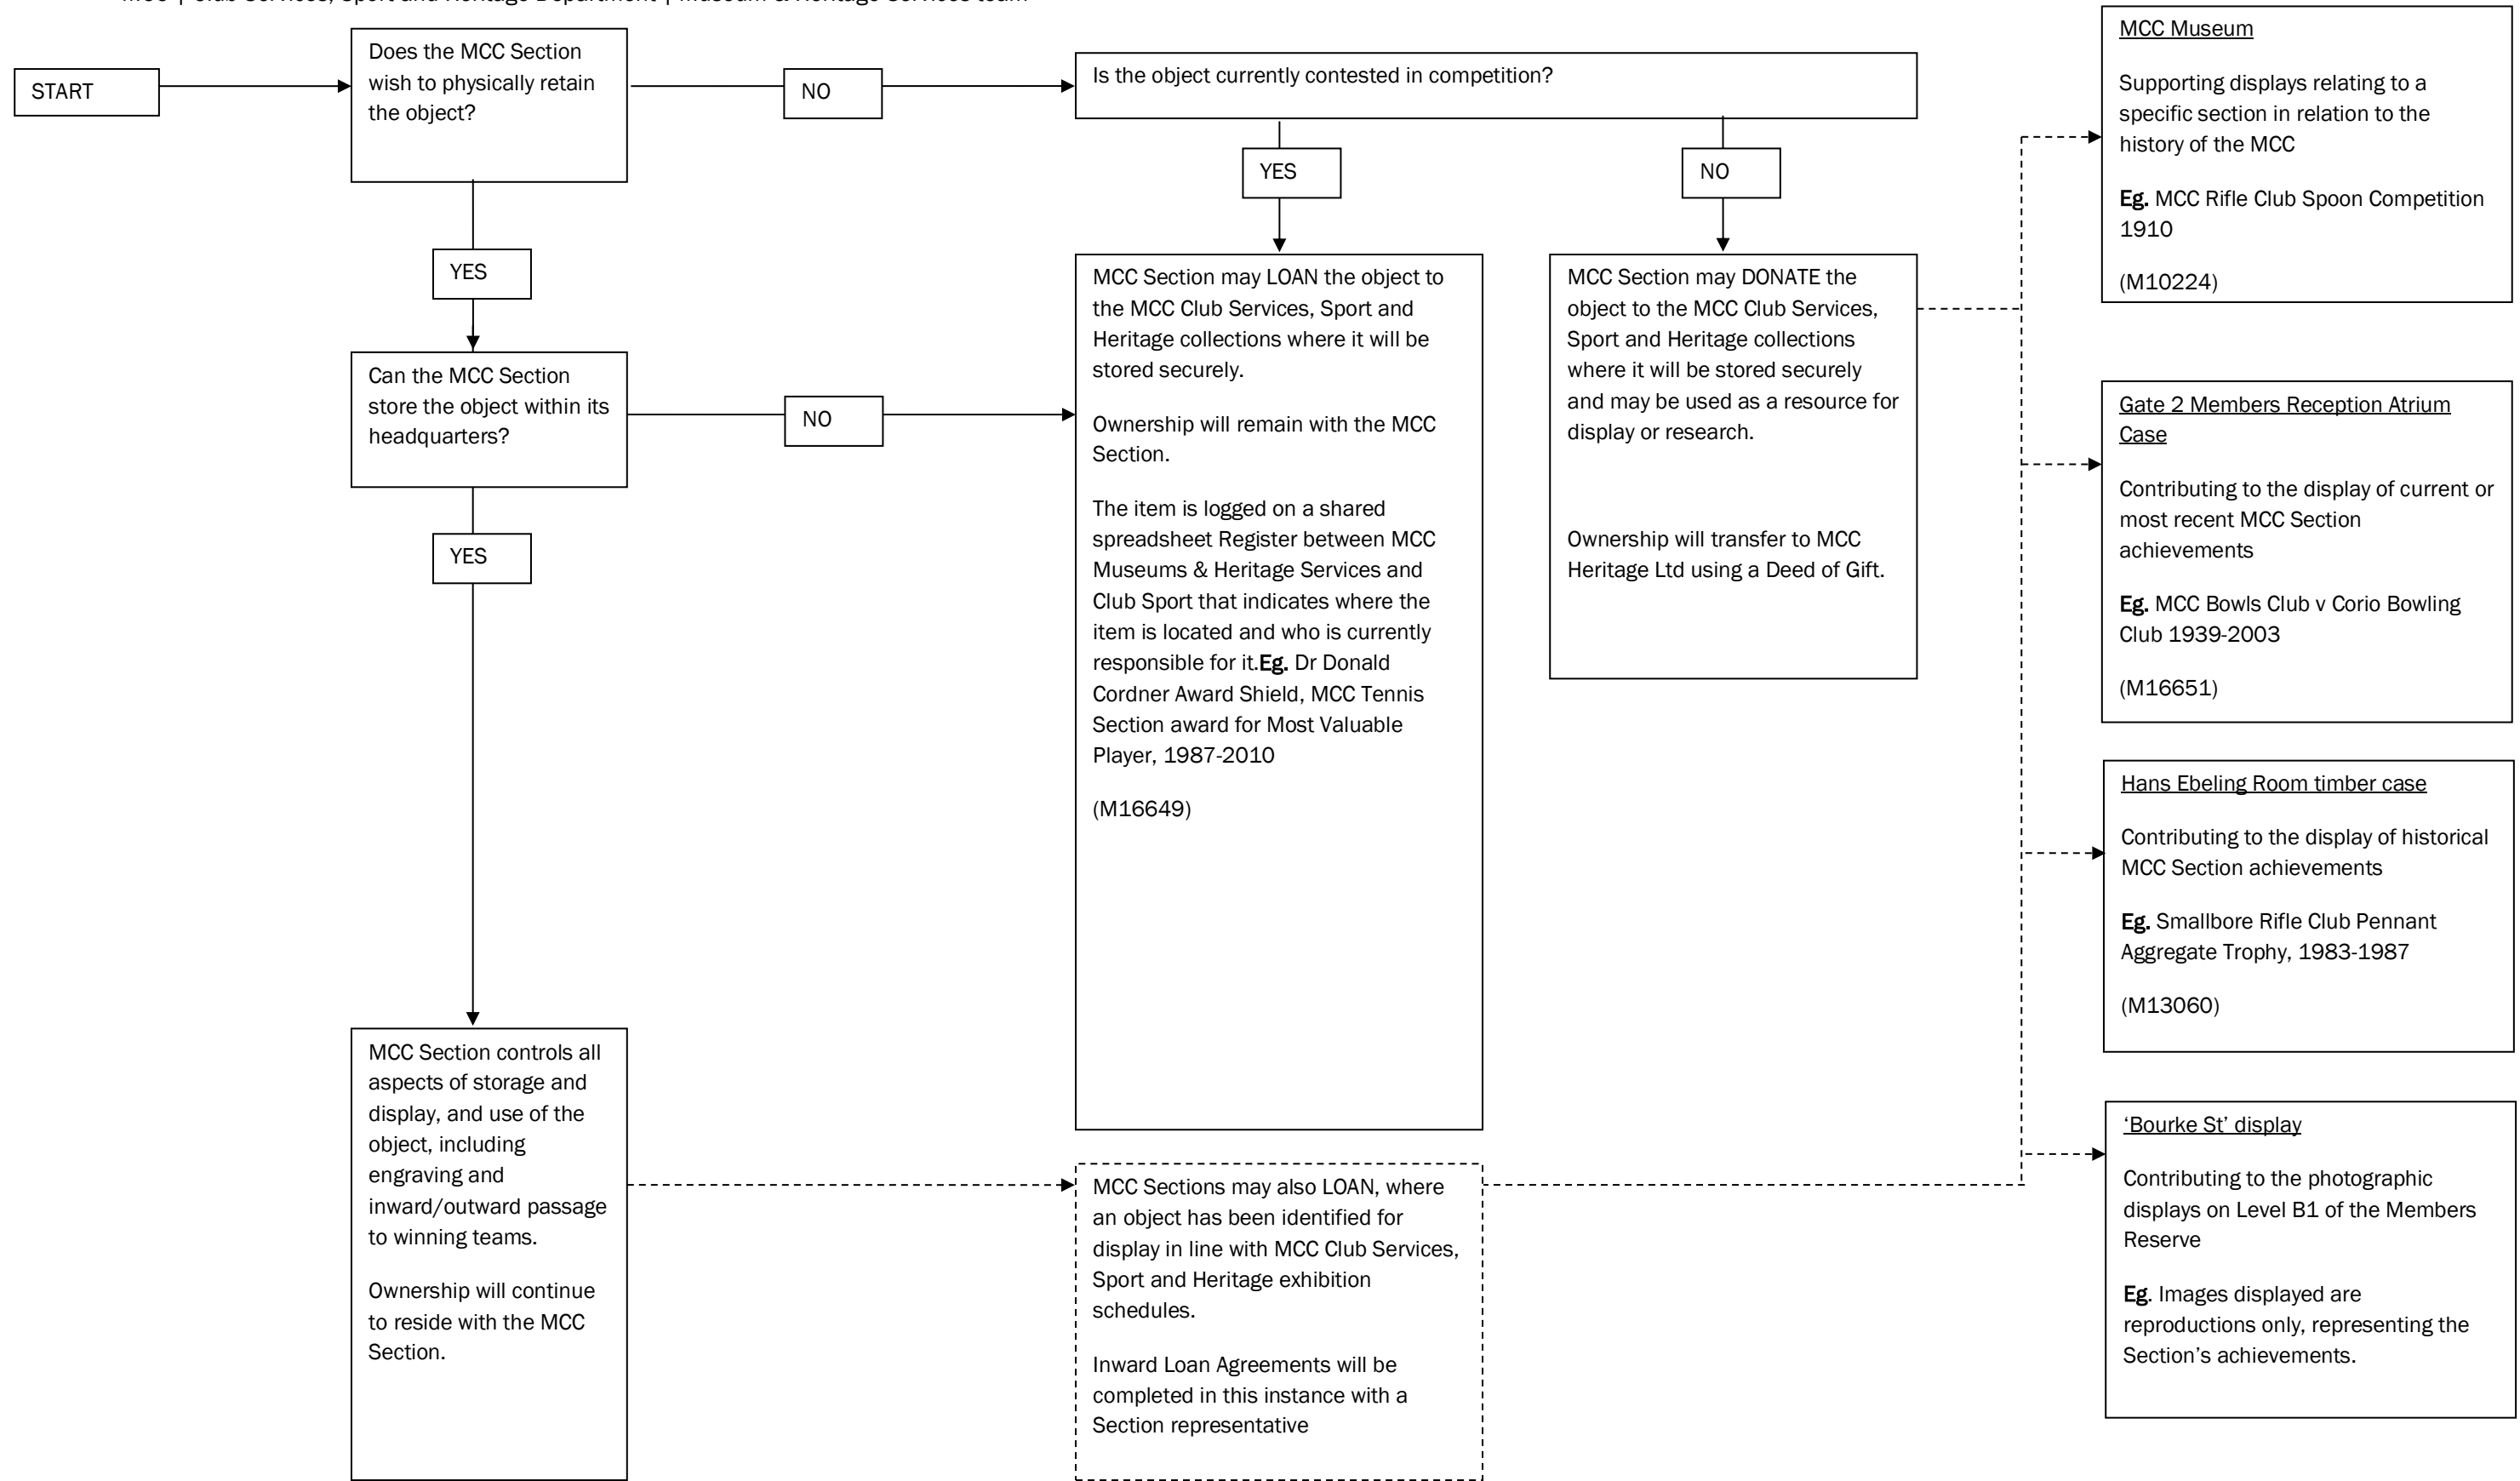 MCC | Club Services, Sport and Heritage Department | Museum & Heritage Services team
START
Does the MCC Section
wish to physically retain
the object?
NO
Is the object currently contested in competition?
YES
NO
YES
Can the MCC Section
store the object within its
headquarters?
NO
YES
MCC Section controls all
aspects of storage and
display, and use of the
object, including
engraving and
inward/outward passage
to winning teams.
Ownership will continue
to reside with the MCC
Section.
MCC Section may LOAN the object to
the MCC Club Services, Sport and
Heritage collections where it will be
stored securely.
Ownership will remain with the MCC
Section.
The item is logged on a shared
spreadsheet Register between MCC
Museums & Heritage Services and
Club Sport that indicates where the
item is located and who is currently
responsible for it.Eg. Dr Donald
Cordner Award Shield, MCC Tennis
Section award for Most Valuable
Player, 1987-2010
(M16649)
MCC Sections may also LOAN, where
an object has been identified for
display in line with MCC Club Services,
Sport and Heritage exhibition
schedules.
Inward Loan Agreements will be
completed in this instance with a
Section representative
MCC Section may DONATE the
object to the MCC Club Services,
Sport and Heritage collections
where it will be stored securely
and may be used as a resource for
display or research.
Ownership will transfer to MCC
Heritage Ltd using a Deed of Gift.
MCC Museum
Supporting displays relating to a
specific section in relation to the
history of the MCC
Eg. MCC Rifle Club Spoon Competition
1910
(M10224)
Gate 2 Members Reception Atrium
Case
Contributing to the display of current or
most recent MCC Section
achievements
Eg. MCC Bowls Club v Corio Bowling
Club 1939-2003
(M16651)
Hans Ebeling Room timber case
Contributing to the display of historical
MCC Section achievements
Eg. Smallbore Rifle Club Pennant
Aggregate Trophy, 1983-1987
(M13060)
‘Bourke St’ display
Contributing to the photographic
displays on Level B1 of the Members
Reserve
Eg. Images displayed are
reproductions only, representing the
Section’s achievements.